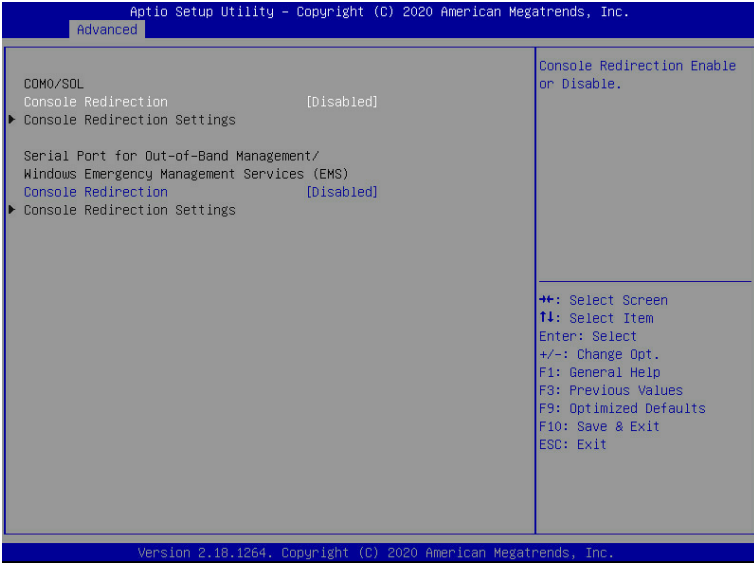 Aptio Setup Utility – Copyright (C) 2020 American Megatrends, Inc.
Advanced
COM0/SOL
Console Redirection [Disabled]
▶ Console Redirection Settings
Serial Port for Out-of-Band Management/
Windows Emergency Management Services (EMS)
Console Redirection [Disabled]
▶ Console Redirection Settings
Console Redirection Enable
or Disable.
→←: Select Screen
↑↓: Select Item
Enter: Select
+/-: Change Opt.
F1: General Help
F3: Previous Values
F9: Optimized Defaults
F10: Save & Exit
ESC: Exit
Version 2.18.1264. Copyright (C) 2020 American Megatrends, Inc.